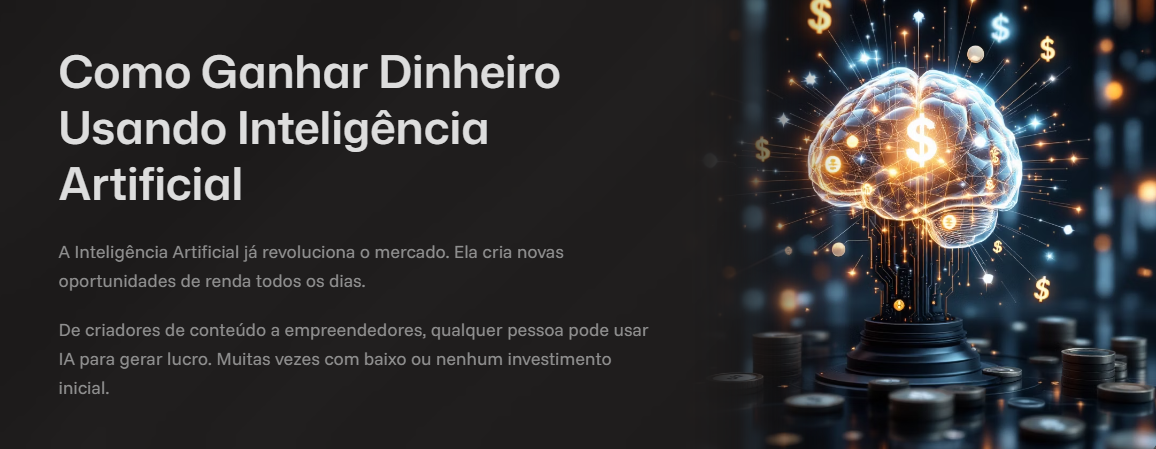 Como Ganhar Dinheiro
Usando Inteligência
Artificial
A Inteligência Artificial já revoluciona o mercado. Ela cria novas
oportunidades de renda todos os dias.
De criadores de conteúdo a empreendedores, qualquer pessoa pode usar
IA para gerar lucro. Muitas vezes com baixo ou nenhum investimento
inicial.